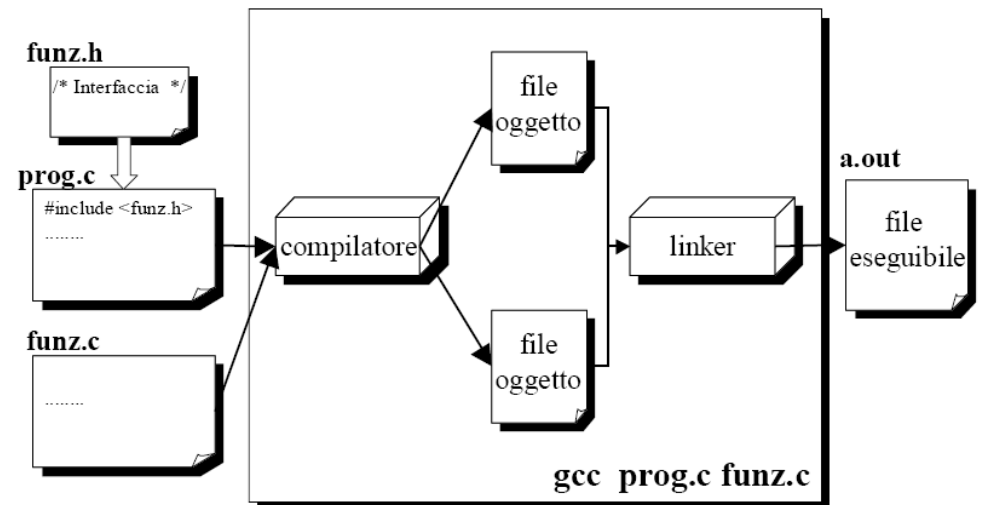 funz.h
/* Interfaccia */
prog.c
#include <funz.h>
........
funz.c
........
compilatore
file
oggetto
file
oggetto
linker
a.out
file
eseguibile
gcc prog.c funz.c